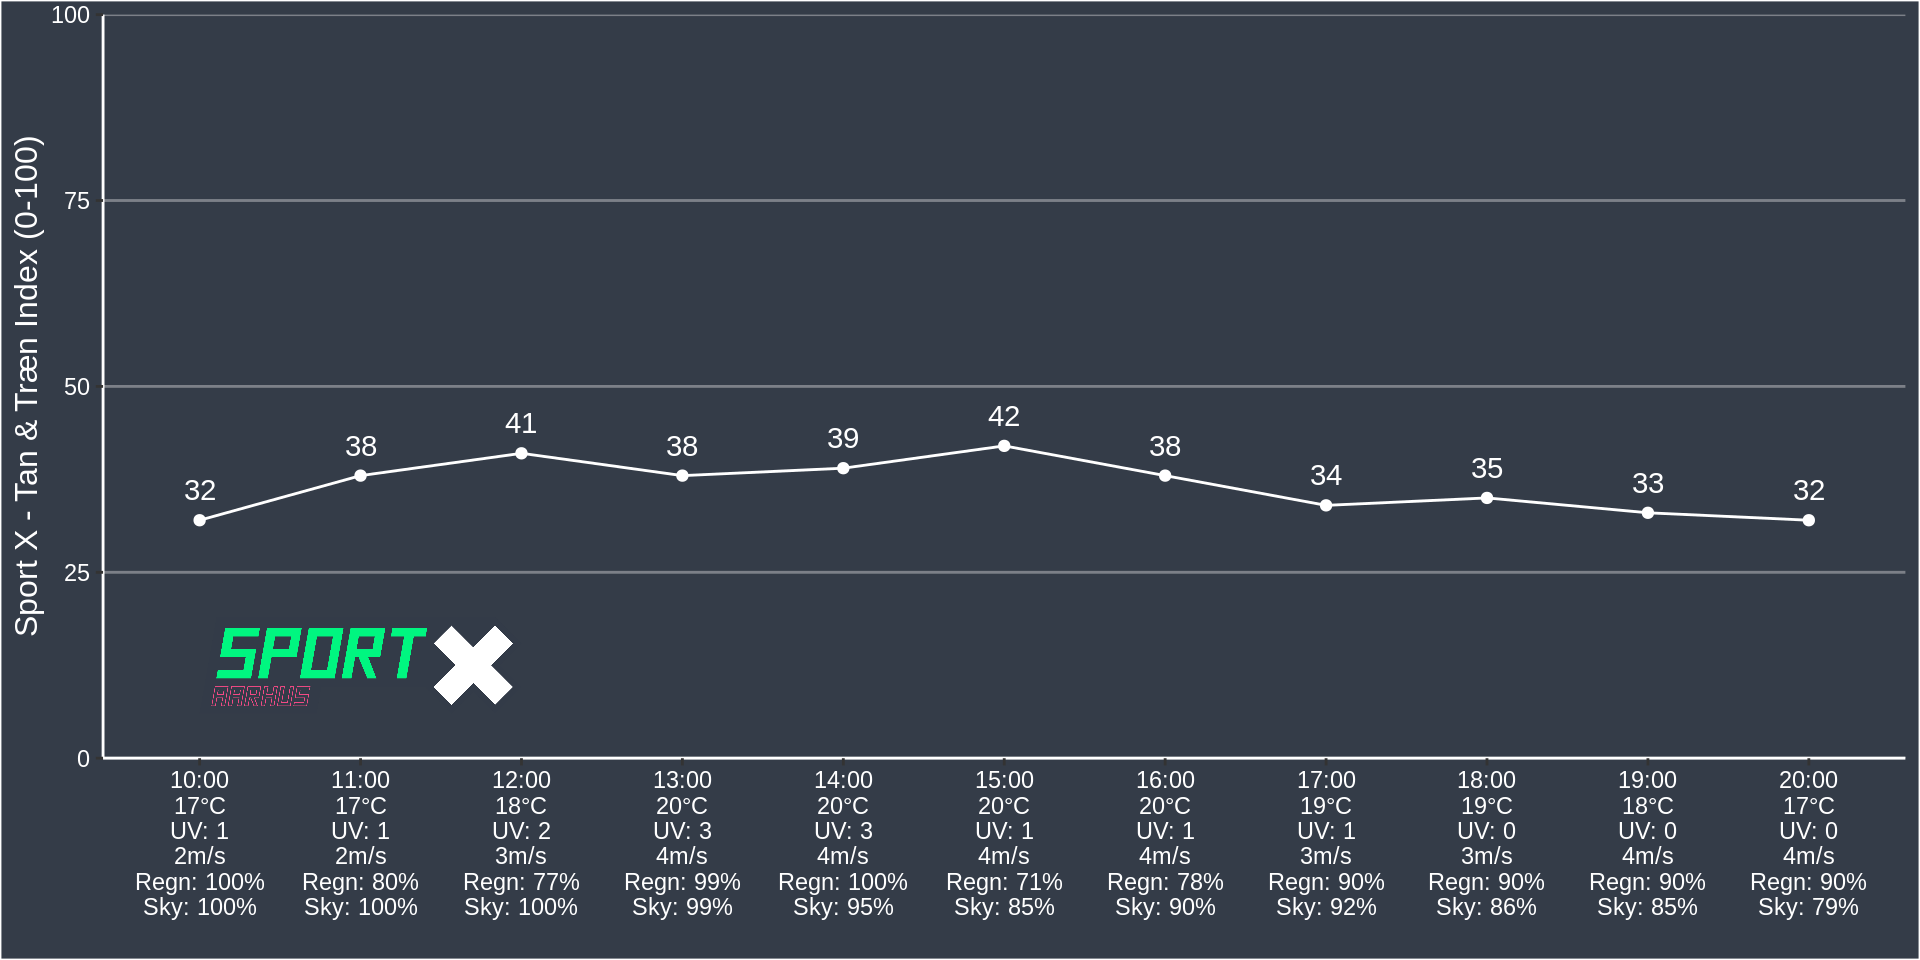 Sport X - Tan & Træn Index (0-100)
100
75
50
25
0
32
38
41
38
39
42
38
34
35
33
32
SPORT X
AARHUS
10:00
17°C
UV: 1
2m/s
Regn: 100%
Sky: 100%
11:00
17°C
UV: 1
2m/s
Regn: 80%
Sky: 100%
12:00
18°C
UV: 2
3m/s
Regn: 77%
Sky: 100%
13:00
20°C
UV: 3
4m/s
Regn: 99%
Sky: 99%
14:00
20°C
UV: 3
4m/s
Regn: 100%
Sky: 95%
15:00
20°C
UV: 1
4m/s
Regn: 71%
Sky: 85%
16:00
20°C
UV: 1
4m/s
Regn: 78%
Sky: 90%
17:00
19°C
UV: 1
3m/s
Regn: 90%
Sky: 92%
18:00
19°C
UV: 0
3m/s
Regn: 90%
Sky: 86%
19:00
18°C
UV: 0
4m/s
Regn: 90%
Sky: 85%
20:00
17°C
UV: 0
4m/s
Regn: 90%
Sky: 79%